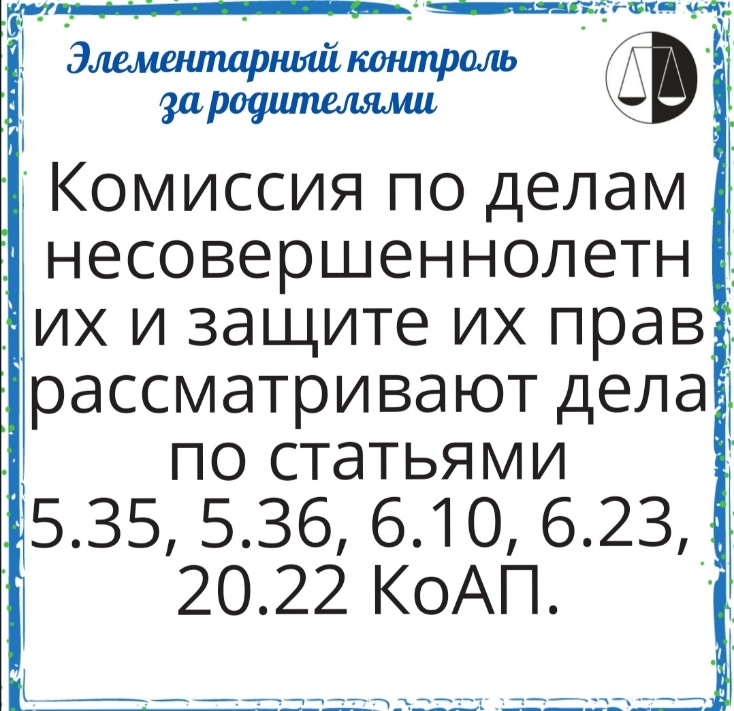 Элементарный контроль
за родителями
Комиссия по делам
несовершеннолетн
их и защите их прав
рассматривают дела
по статьями
5.35, 5.36, 6.10, 6.23,
20.22 КоАП.